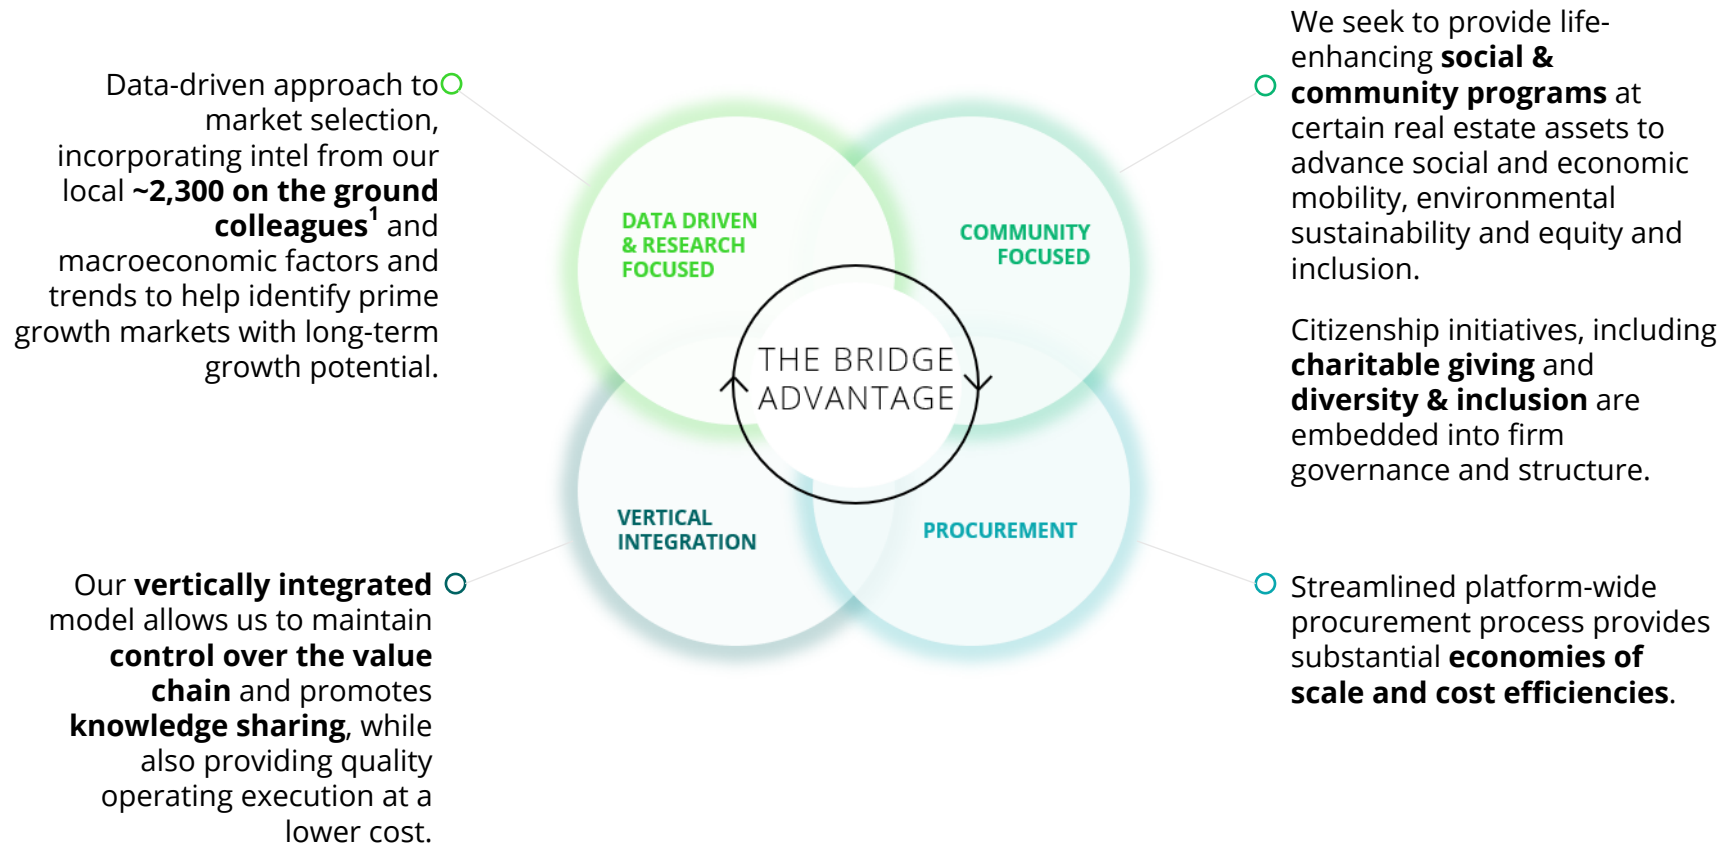 Data-driven approach to
market selection,
incorporating intel from our
local ~2,300 on the ground
colleagues¹ and
macroeconomic factors and
trends to help identify prime
growth markets with long-term
growth potential.
We seek to provide life-
enhancing social &
community programs at
certain real estate assets to
advance social and economic
mobility, environmental
sustainability and equity and
inclusion.
Citizenship initiatives, including
charitable giving and
diversity & inclusion are
embedded into firm
governance and structure.
DATA DRIVEN
& RESEARCH
FOCUSED
COMMUNITY
FOCUSED
THE BRIDGE
ADVANTAGE
VERTICAL
INTEGRATION
PROCUREMENT
Our vertically integrated
model allows us to maintain
control over the value
chain and promotes
knowledge sharing, while
also providing quality
operating execution at a
lower cost.
Streamlined platform-wide
procurement process provides
substantial economies of
scale and cost efficiencies.